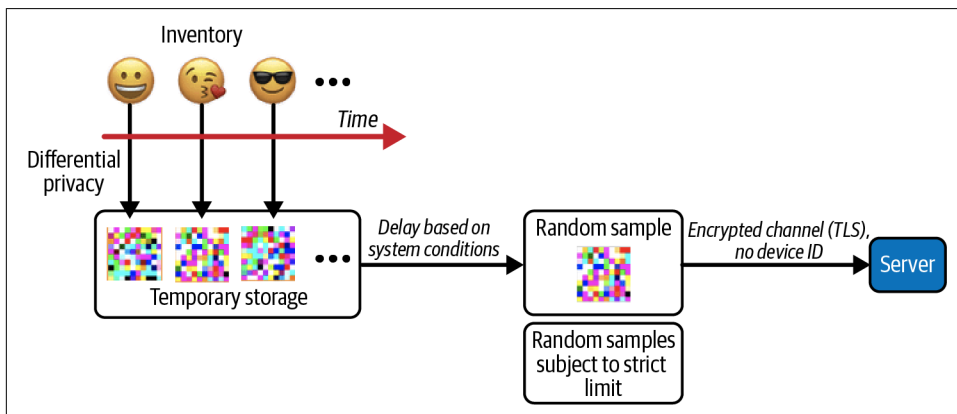 Inventory
•••
Time
Differential
privacy
•••
Temporary storage
Delay based on
system conditions
Random sample
Encrypted channel (TLS),
no device ID
Server
Random samples
subject to strict
limit